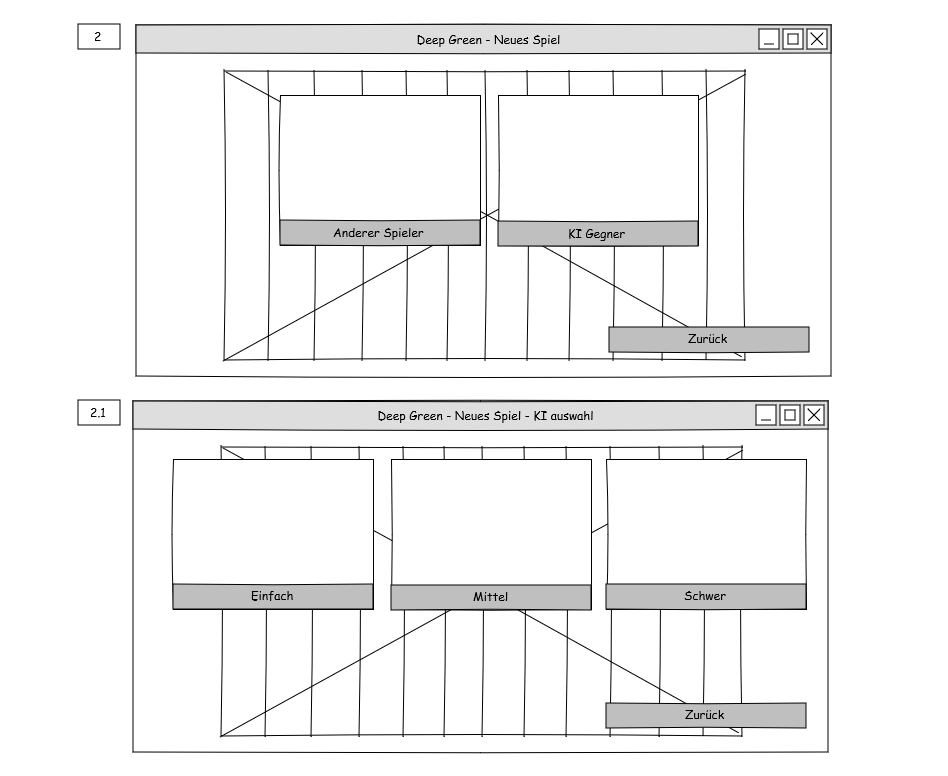 2
Deep Green - Neues Spiel
Anderer Spieler
KI Gegner
Zurück
2.1
Deep Green - Neues Spiel - KI auswahl
Einfach
Mittel
Schwer
Zurück